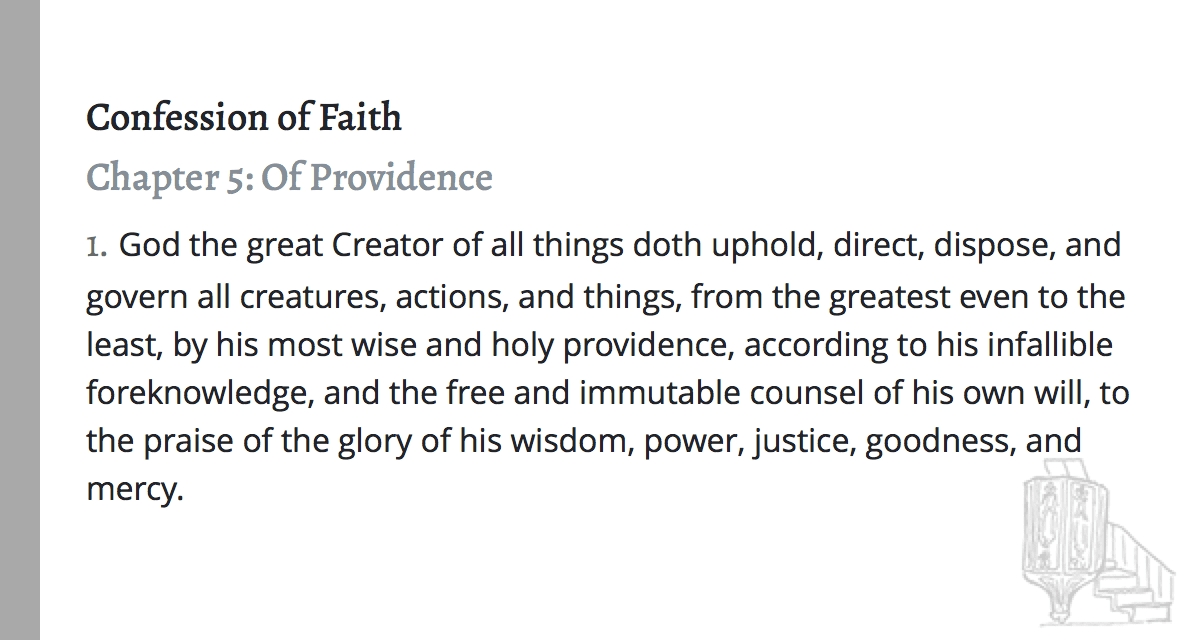 Confession of Faith
Chapter 5: Of Providence
1. God the great Creator of all things doth uphold, direct, dispose, and
govern all creatures, actions, and things, from the greatest even to the
least, by his most wise and holy providence, according to his infallible
foreknowledge, and the free and immutable counsel of his own will, to
the praise of the glory of his wisdom, power, justice, goodness, and
mercy.